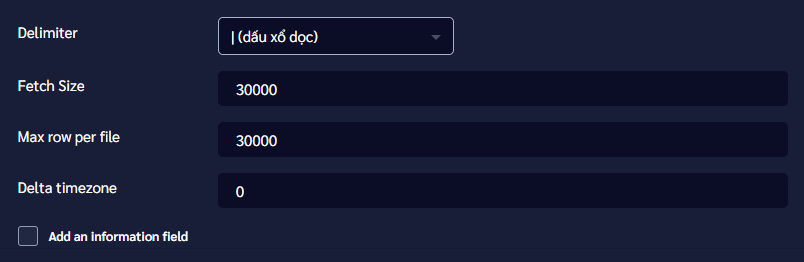 Delimiter
| (dấu xổ dọc)
Fetch Size
30000
Max row per file
30000
Delta timezone
0
Add an information field